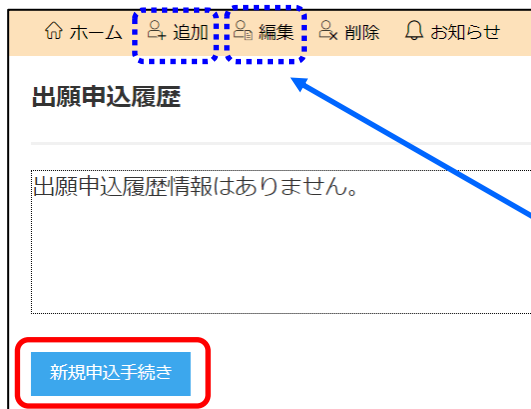 ホーム 追加 編集 削除 お知らせ
出願申込履歴
出願申込履歴情報はありません。
新規申込手続き